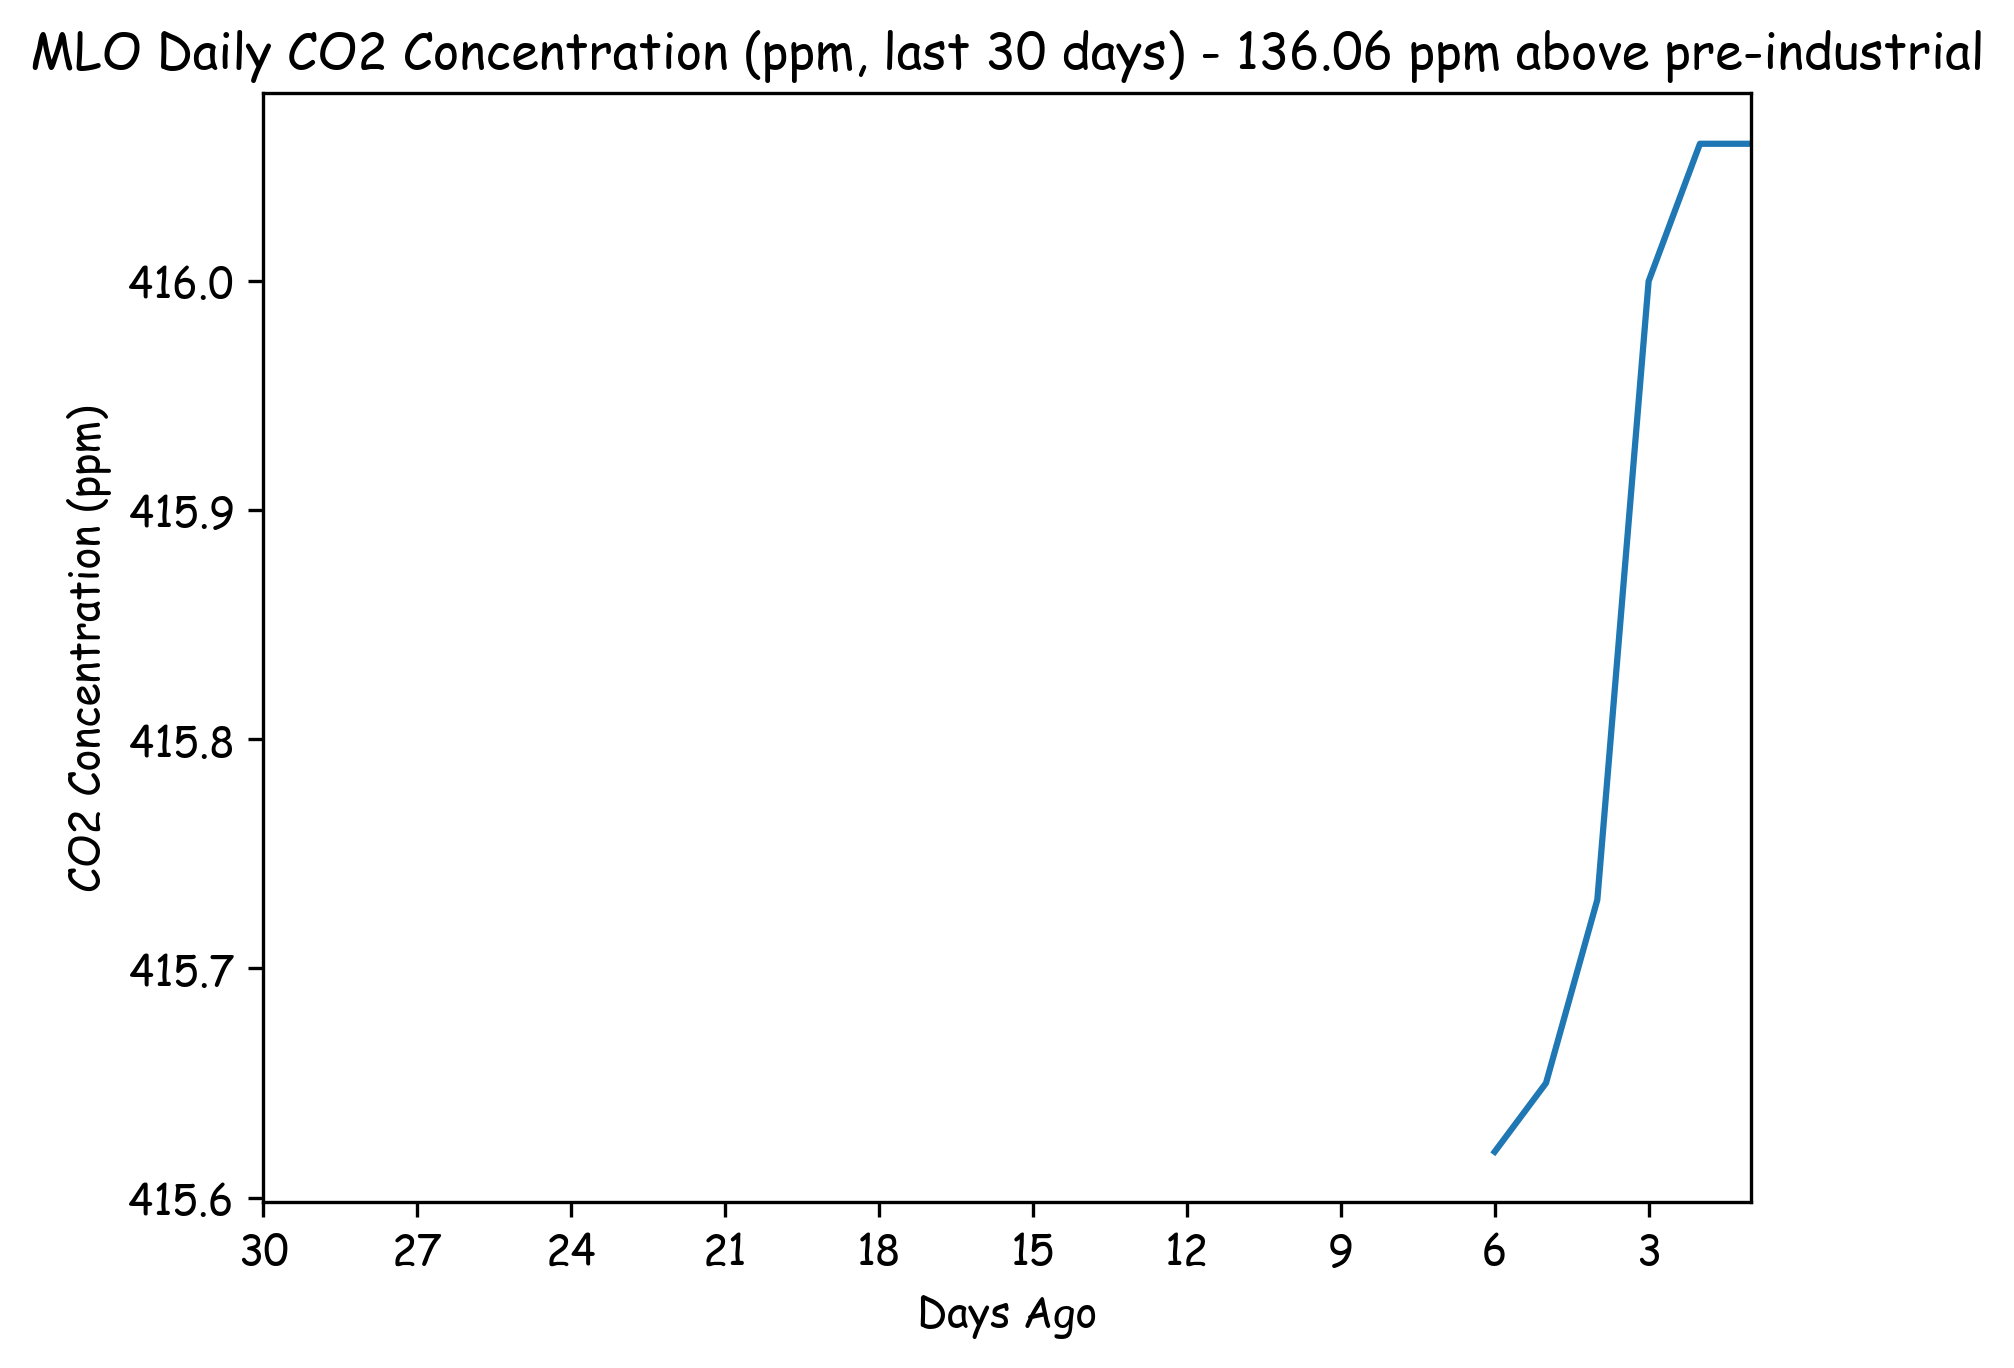 MLO Daily CO2 Concentration (ppm, last 30 days) - 136.06 ppm above pre-industrial
CO2 Concentration (ppm)
416.0
415.9
415.8
415.7
415.6
30 27 24 21 18 15 12 9 6 3
Days Ago